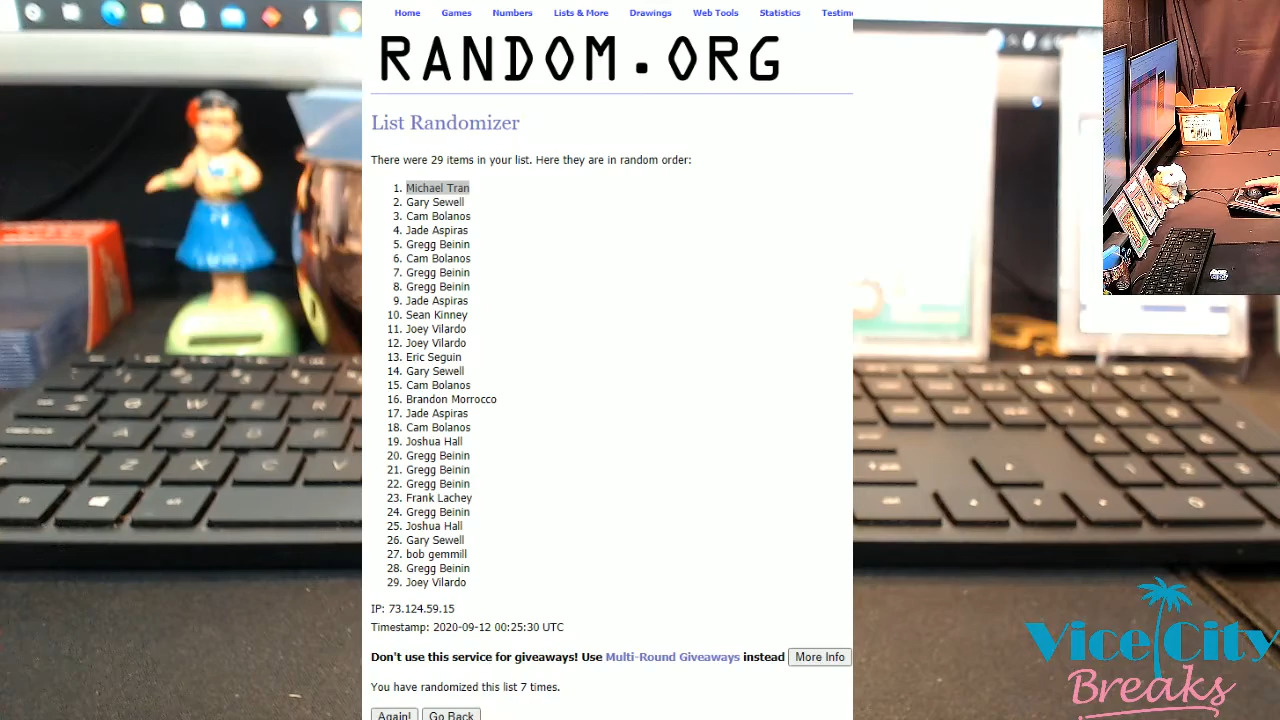 Home Games Numbers Lists & More Drawings Web Tools Statistics Testim
RANDOM.ORG
List Randomizer
There were 29 items in your list. Here they are in random order:
1. Michael Tran
2. Gary Sewell
3. Cam Bolanos
4. Jade Aspiras
5. Gregg Beinin
6. Cam Bolanos
7. Gregg Beinin
8. Gregg Beinin
9. Jade Aspiras
10. Sean Kinney
11. Joey Vilardo
12. Joey Vilardo
13. Eric Seguin
14. Gary Sewell
15. Cam Bolanos
16. Brandon Morrocco
17. Jade Aspiras
18. Cam Bolanos
19. Joshua Hall
20. Gregg Beinin
21. Gregg Beinin
22. Gregg Beinin
23. Frank Lachey
24. Gregg Beinin
25. Joshua Hall
26. Gary Sewell
27. bob gemmill
28. Gregg Beinin
29. Joey Vilardo
IP: 73.124.59.15
Timestamp: 2020-09-12 00:25:30 UTC
Don't use this service for giveaways! Use Multi-Round Giveaways instead More Info
You have randomized this list 7 times.
Again! Go Back
Vice City
Breaks